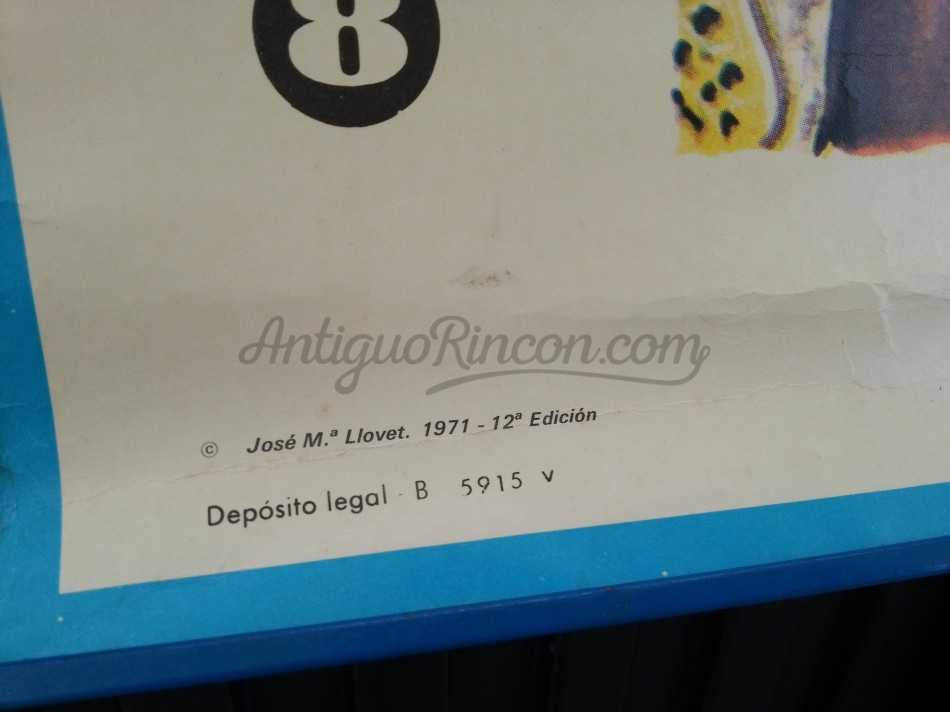 8
AntiguoRincon.com
© José M.ª Llovet. 1971 - 12ª Edición
Depósito legal - B 5915 v